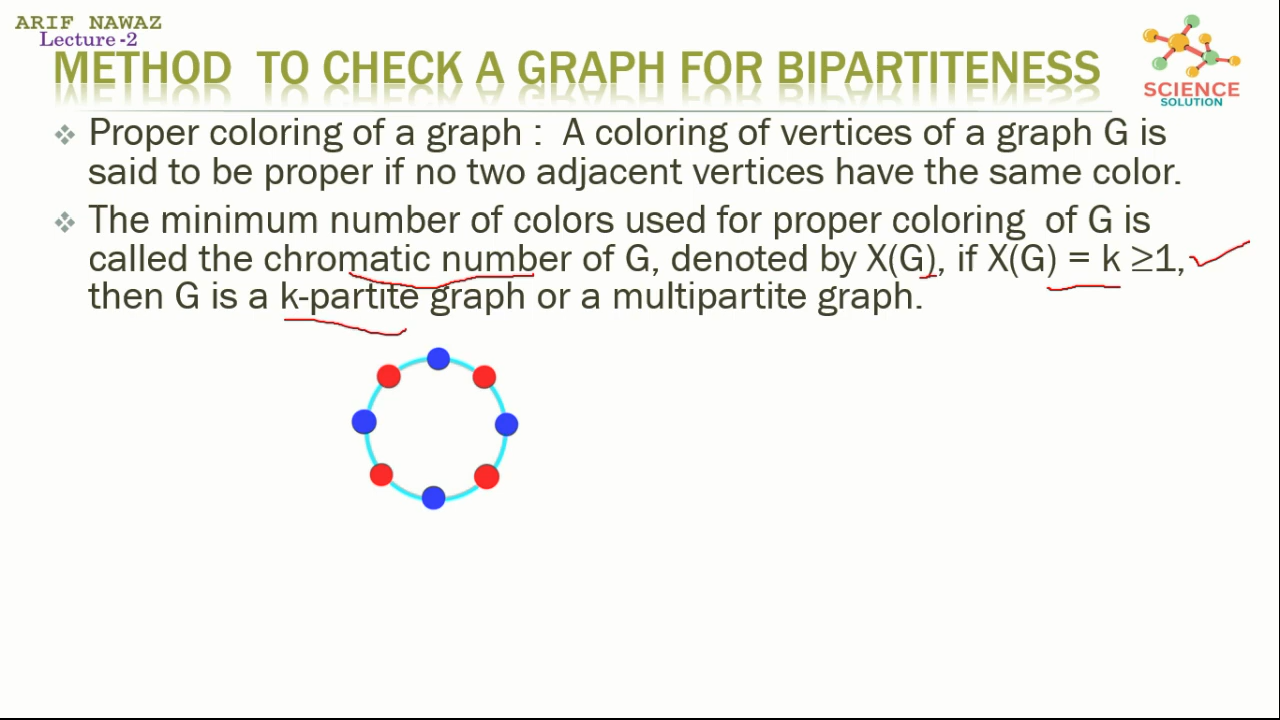 ARIF NAWAZ
Lecture -2
METHOD TO CHECK A GRAPH FOR BIPARTITENESS
SCIENCE
SOLUTION
❖ Proper coloring of a graph : A coloring of vertices of a graph G is
said to be proper if no two adjacent vertices have the same color.
❖ The minimum number of colors used for proper coloring of G is
called the chromatic number of G, denoted by X(G), if X(G) = k ≥1,
then G is a k-partite graph or a multipartite graph.